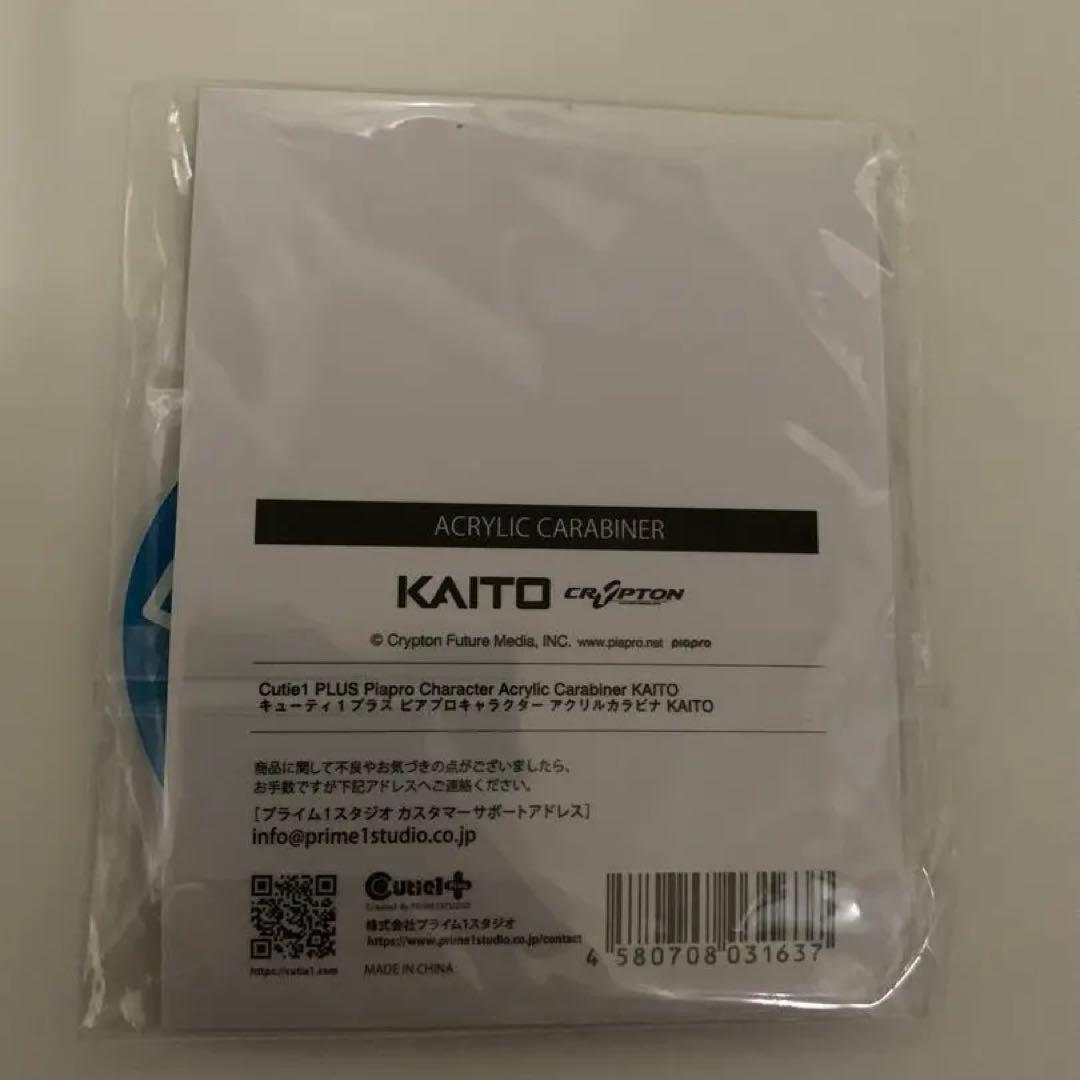 ACRYLIC CARABINER
KAITO CRYPTON
© Crypton Future Media, INC. www.piapro.net piapro
Cutie1 PLUS Piapro Character Acrylic Carabiner KAITO
キューティ1プラス ピアプロキャラクター アクリルカラビナ KAITO
商品に関して不良やお気づきの点がございましたら、
お手数ですが下記アドレスへご連絡ください。
[プライム1スタジオ カスタマーサポートアドレス]
info@prime1studio.co.jp
Cutie1
Created by PRIME1STUDIO
株式会社プライム1スタジオ
https://www.prime1studio.co.jp/contact
https://cutie1.com
MADE IN CHINA
4 580708 031637